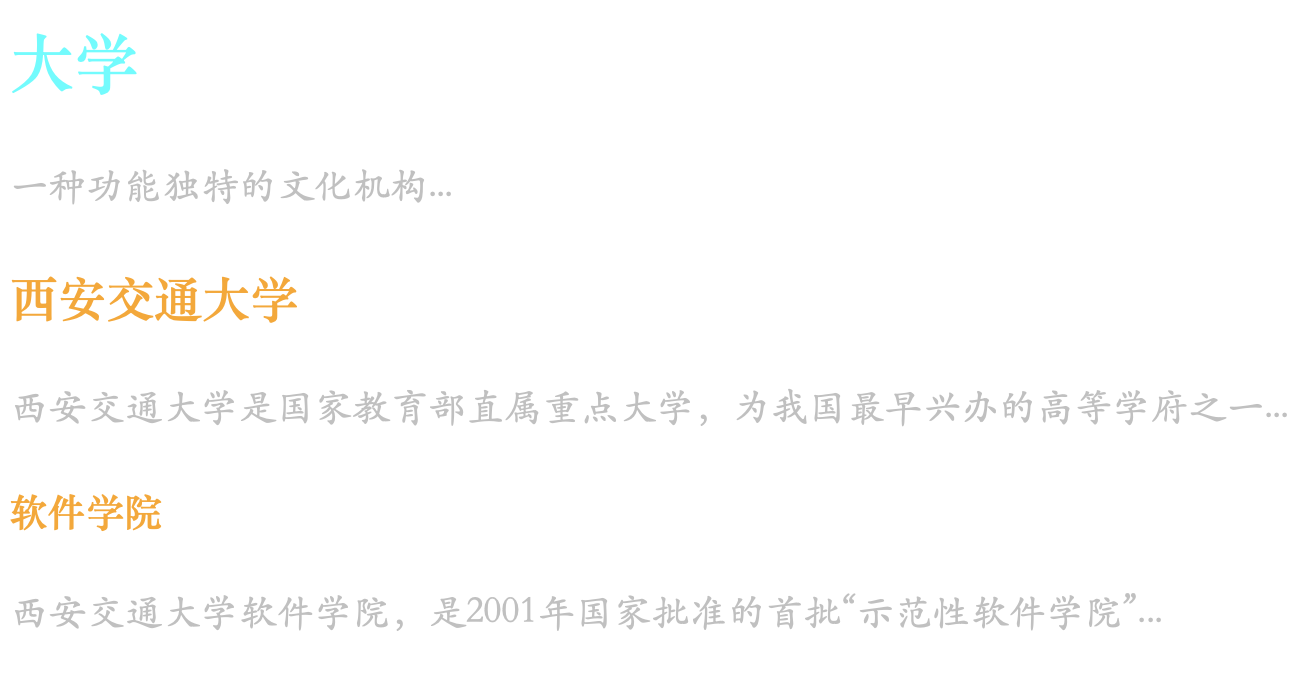 大学
一种功能独特的文化机构...
西安交通大学
西安交通大学是国家教育部直属重点大学，为我国最早兴办的高等学府之一...
软件学院
西安交通大学软件学院，是2001年国家批准的首批“示范性软件学院”...